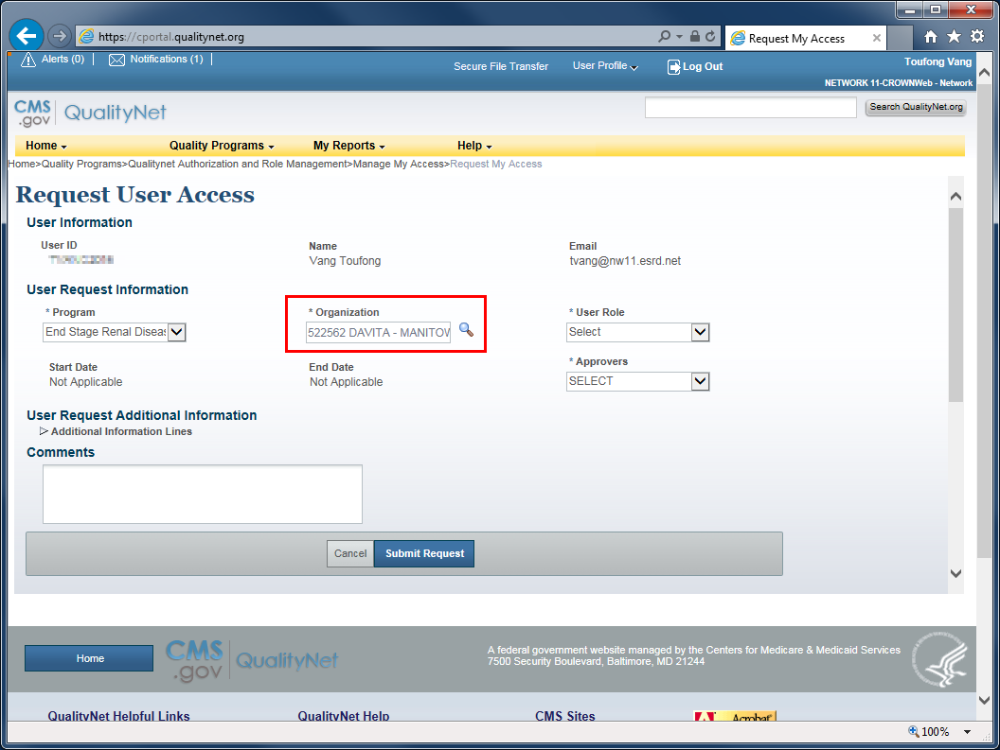 https://cportal.qualitynet.org
Request My Access
Alerts (0)
Notifications (1)
Secure File Transfer
User Profile
Log Out
Toufong Vang
NETWORK 11-CROWNWeb - Network
CMS
.gov
QualityNet
Search QualityNet.org
Home
Quality Programs
My Reports
Help
Home>Quality Programs>Qualitynet Authorization and Role Management>Manage My Access>Request My Access
Request User Access
User Information
User ID
Name
Vang Toufong
Email
tvang@nw11.esrd.net
User Request Information
* Program
End Stage Renal Diseas
* Organization
522562 DAVITA - MANITOW
* User Role
Select
Start Date
Not Applicable
End Date
Not Applicable
* Approvers
SELECT
User Request Additional Information
Additional Information Lines
Comments
Cancel
Submit Request
Home
CMS
.gov
QualityNet
A federal government website managed by the Centers for Medicare & Medicaid Services
7500 Security Boulevard, Baltimore, MD 21244
QualityNet Helpful Links
QualityNet Help
CMS Sites
Acrobat
100%